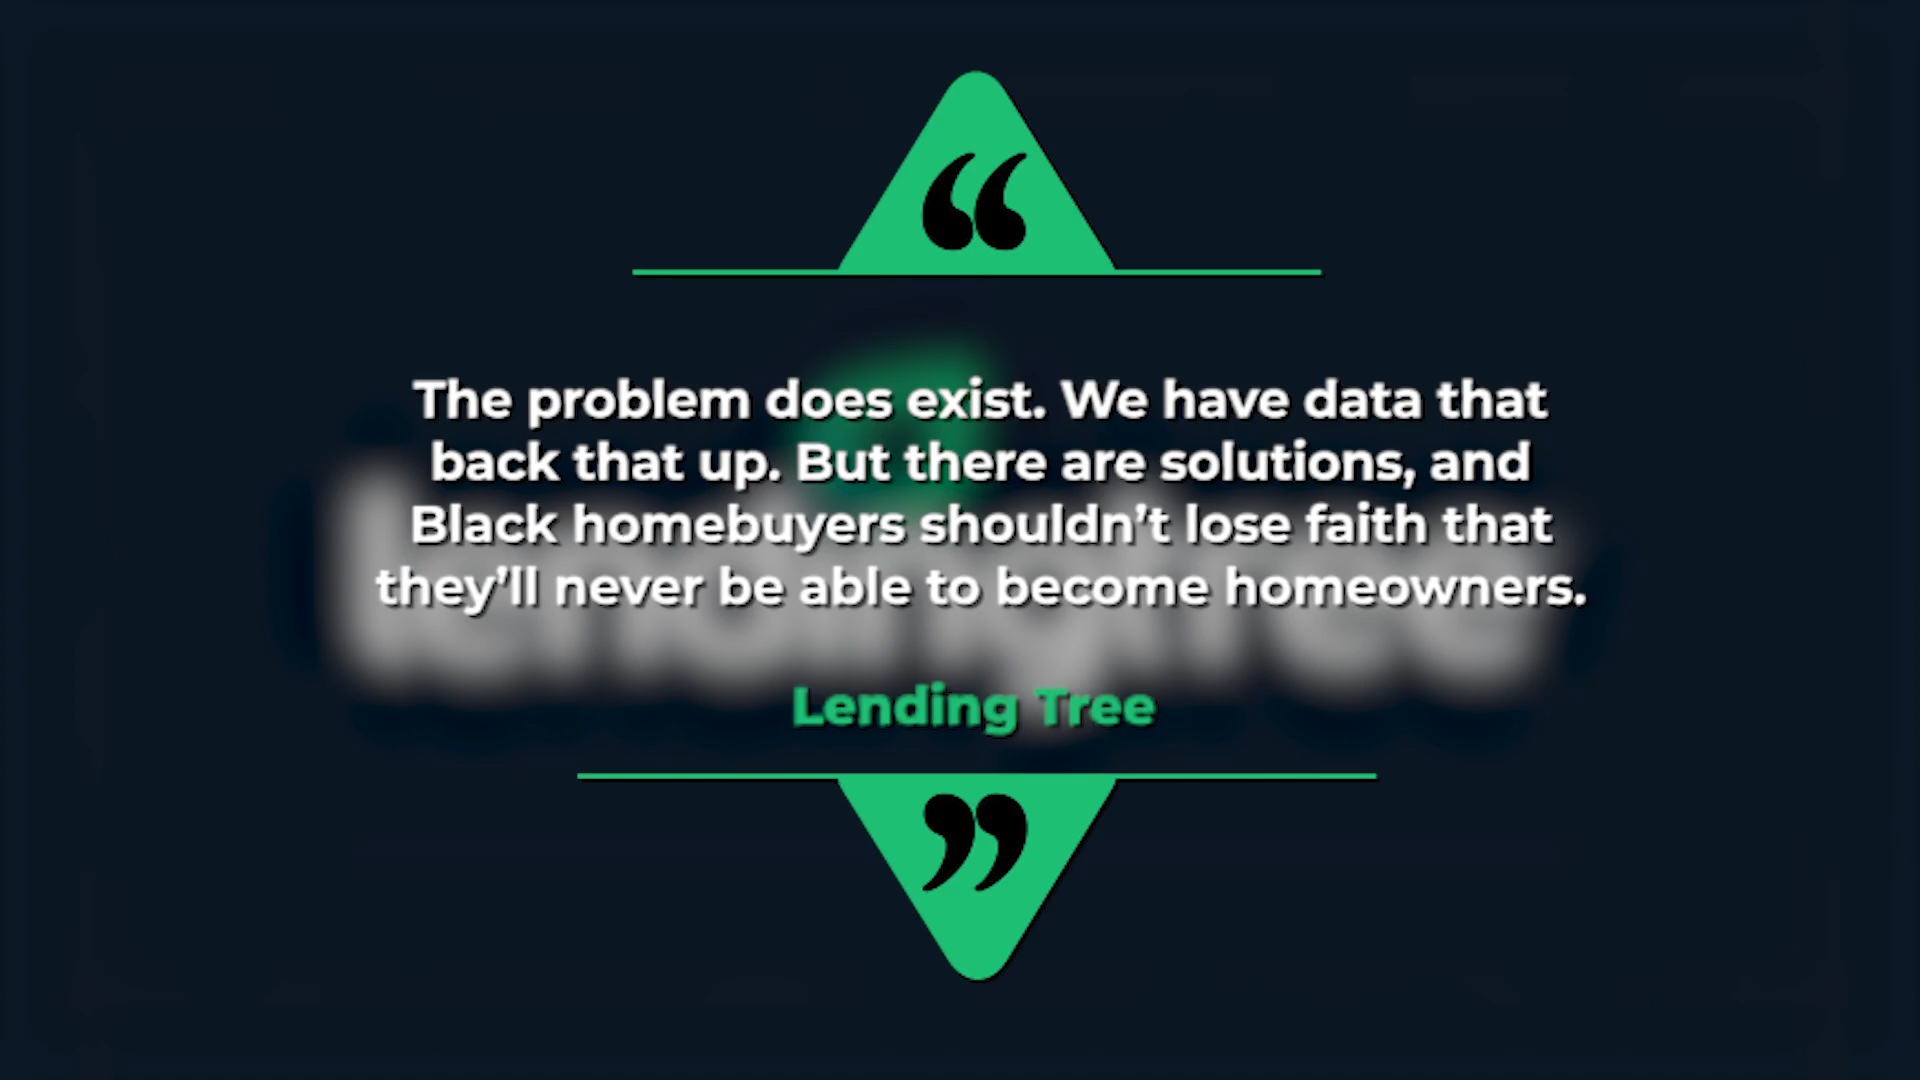 “
The problem does exist. We have data that
back that up. But there are solutions, and
Black homebuyers shouldn’t lose faith that
they’ll never be able to become homeowners.
lendingtree
Lending Tree
”